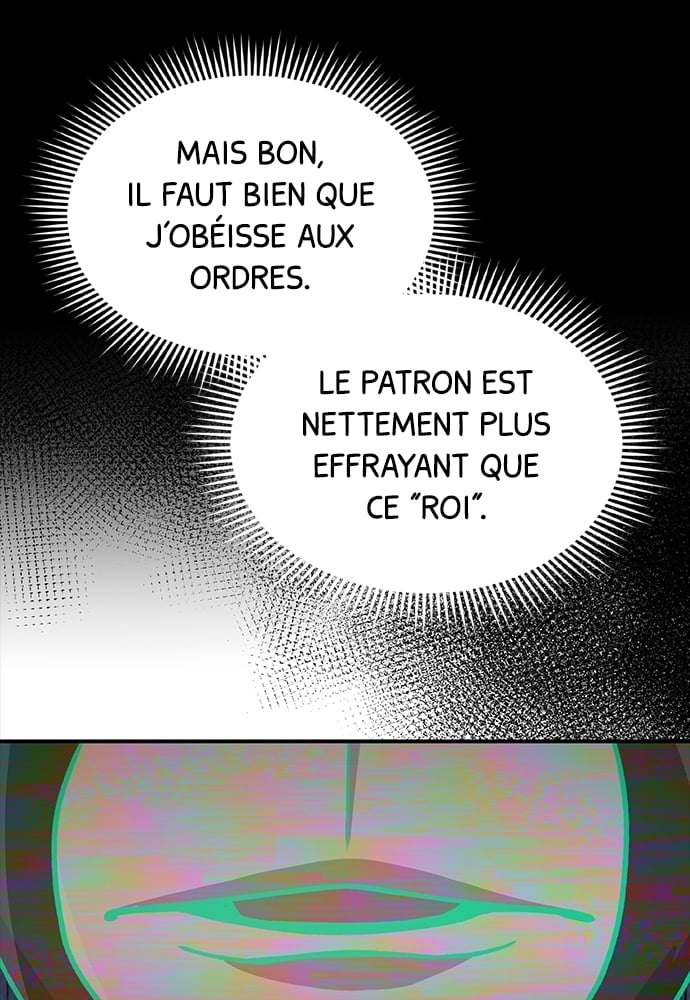 MAIS BON,
IL FAUT BIEN QUE
J'OBÉISSE AUX
ORDRES.
LE PATRON EST
NETTEMENT PLUS
EFFRAYANT QUE
CE "ROI".